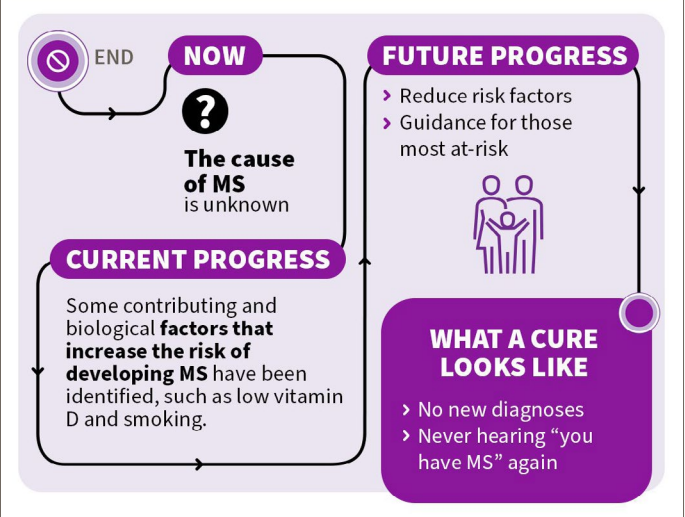 END
NOW
?
The cause
of MS
is unknown
CURRENT PROGRESS
Some contributing and
biological factors that
increase the risk of
developing MS have been
identified, such as low vitamin
D and smoking.
FUTURE PROGRESS
› Reduce risk factors
› Guidance for those
most at-risk
WHAT A CURE
LOOKS LIKE
› No new diagnoses
› Never hearing “you
have MS” again